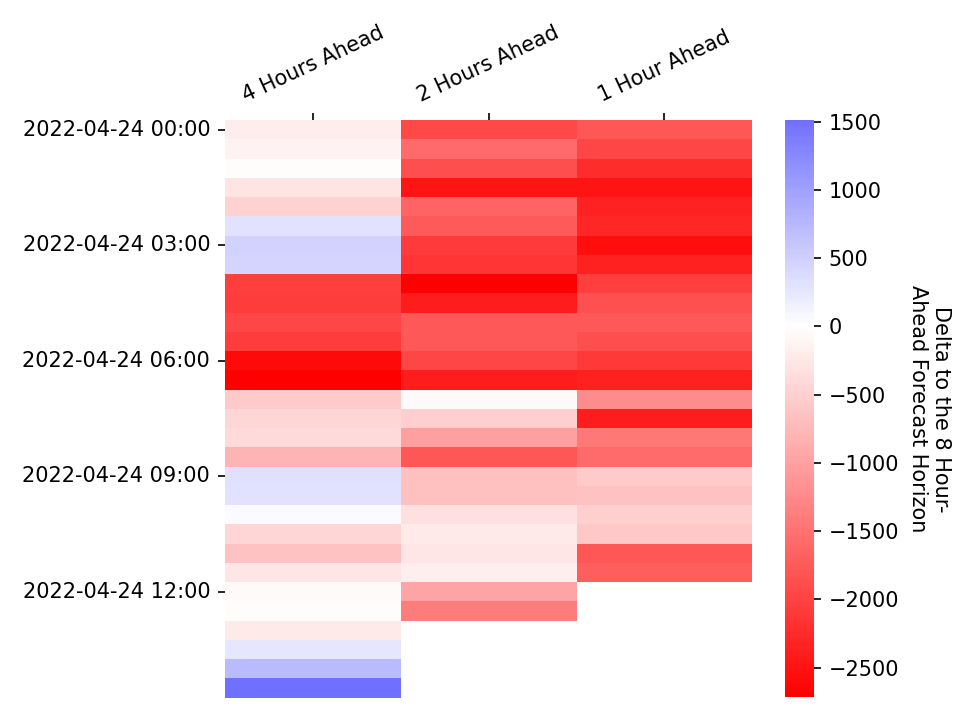 4 Hours Ahead
2 Hours Ahead
1 Hour Ahead
2022-04-24 00:00
2022-04-24 03:00
2022-04-24 06:00
2022-04-24 09:00
2022-04-24 12:00
1500
1000
500
0
−500
−1000
−1500
−2000
−2500
Delta to the 8 Hour-
Ahead Forecast Horizon